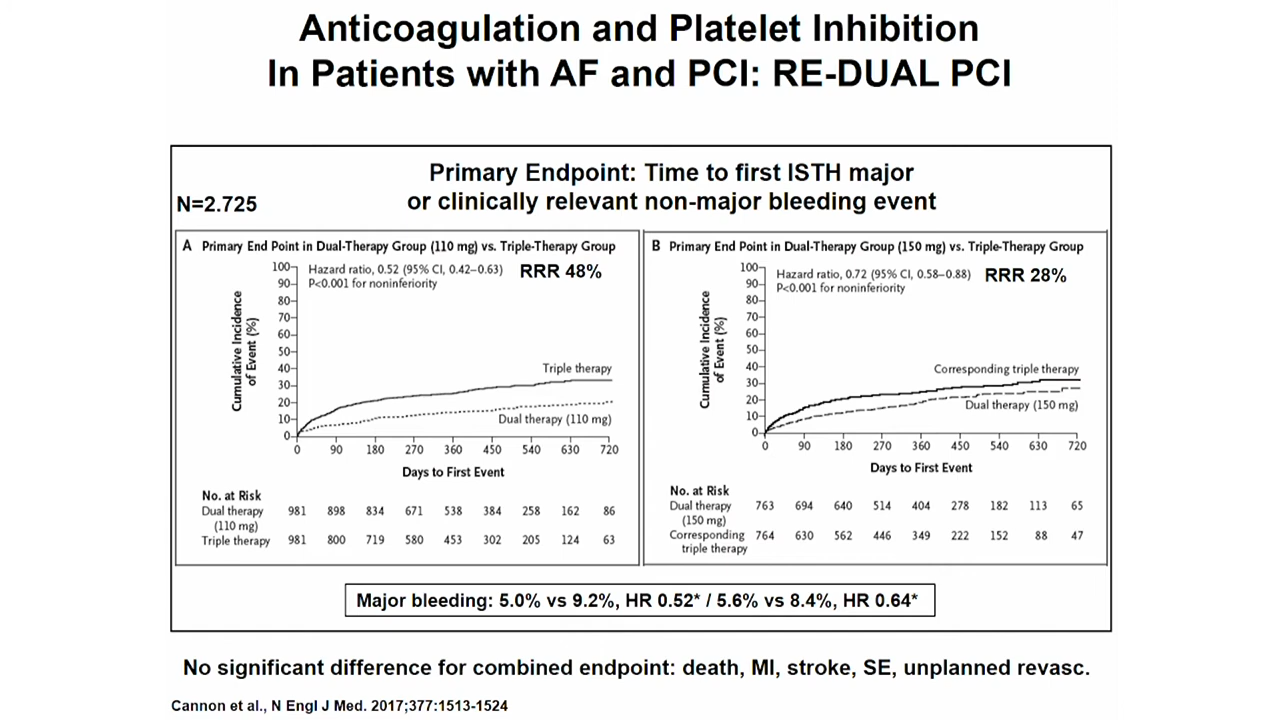 Anticoagulation and Platelet Inhibition
In Patients with AF and PCI: RE-DUAL PCI
Primary Endpoint: Time to first ISTH major
or clinically relevant non-major bleeding event
N=2.725
A Primary End Point in Dual-Therapy Group (110 mg) vs. Triple-Therapy Group
Hazard ratio, 0.52 (95% CI, 0.42–0.63)
P<0.001 for noninferiority
RRR 48%
Cumulative Incidence
of Event (%)
100
90
80
70
60
50
40
30
20
10
0
Triple therapy
Dual therapy (110 mg)
0 90 180 270 360 450 540 630 720
Days to First Event
No. at Risk
Dual therapy 981 898 834 671 538 384 258 162 86
(110 mg)
Triple therapy 981 800 719 580 453 302 205 124 63
B Primary End Point in Dual-Therapy Group (150 mg) vs. Triple-Therapy Group
Hazard ratio, 0.72 (95% CI, 0.58–0.88)
P<0.001 for noninferiority
RRR 28%
Cumulative Incidence
of Event (%)
100
90
80
70
60
50
40
30
20
10
0
Corresponding triple therapy
Dual therapy (150 mg)
0 90 180 270 360 450 540 630 720
Days to First Event
No. at Risk
Dual therapy 763 694 640 514 404 278 182 113 65
(150 mg)
Corresponding 764 630 562 446 349 222 152 88 47
triple therapy
Major bleeding: 5.0% vs 9.2%, HR 0.52* / 5.6% vs 8.4%, HR 0.64*
No significant difference for combined endpoint: death, MI, stroke, SE, unplanned revasc.
Cannon et al., N Engl J Med. 2017;377:1513-1524